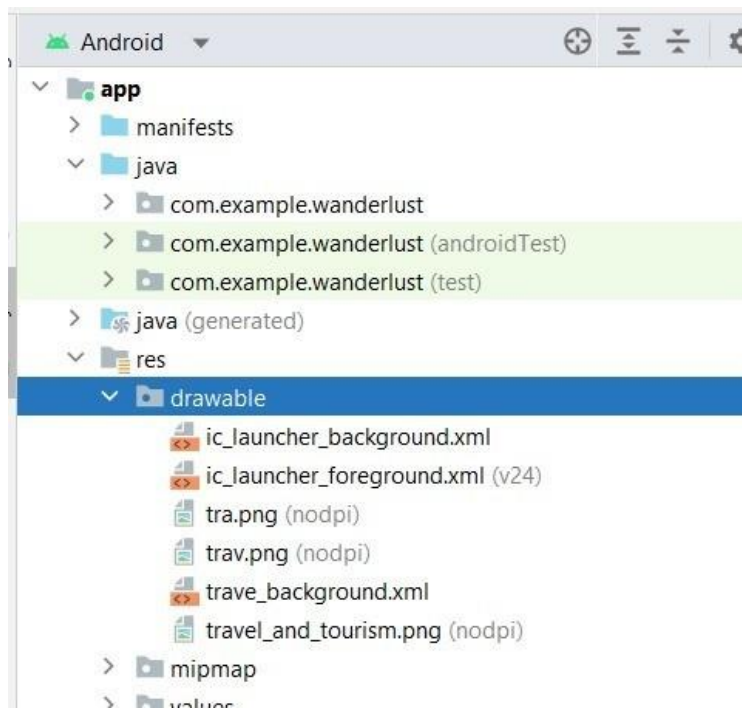 Android
app
manifests
java
com.example.wanderlust
com.example.wanderlust (androidTest)
com.example.wanderlust (test)
java (generated)
res
drawable
ic_launcher_background.xml
ic_launcher_foreground.xml (v24)
tra.png (nodpi)
trav.png (nodpi)
trave_background.xml
travel_and_tourism.png (nodpi)
mipmap
values